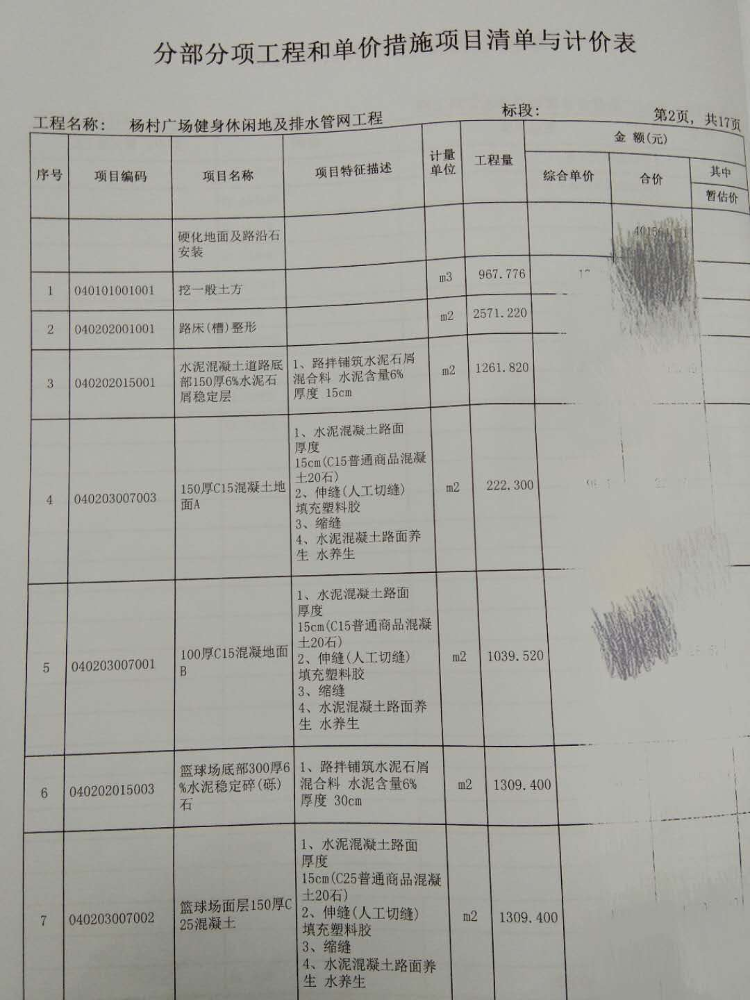 分部分项工程和单价措施项目清单与计价表
工程名称： 杨村广场健身休闲地及排水管网工程 标段： 第2页，共17页
序号 项目编码 项目名称 项目特征描述 计量单位 工程量 金 额(元)
综合单价 合价 其中
暂估价
硬化地面及路沿石
安装
1 040101001001 挖一般土方 m3 967.776
2 040202001001 路床(槽)整形 m2 2571.220
3 040202015001 m2 1261.820
水泥混凝土道路底
部150厚6%水泥石
屑稳定层
1、路拌铺筑水泥石屑
混合料 水泥含量6%
厚度 15cm
4 040203007003 m2 222.300
150厚C15混凝土地
面A
1、水泥混凝土路面
厚度
15cm(C15普通商品混凝
土20石)
2、伸缝(人工切缝)
填充塑料胶
3、缩缝
4、水泥混凝土路面养
生 水养生
5 040203007001 m2 1039.520
100厚C15混凝地面
B
1、水泥混凝土路面
厚度
15cm(C15普通商品混凝
土20石)
2、伸缝(人工切缝)
填充塑料胶
3、缩缝
4、水泥混凝土路面养
生 水养生
6 040202015003 m2 1309.400
篮球场底部300厚6
%水泥稳定碎(砾)
石
1、路拌铺筑水泥石屑
混合料 水泥含量6%
厚度 30cm
7 040203007002 m2 1309.400
篮球场面层150厚C
25混凝土
1、水泥混凝土路面
厚度
15cm(C25普通商品混凝
土20石)
2、伸缝(人工切缝)
填充塑料胶
3、缩缝
4、水泥混凝土路面养
生 水养生